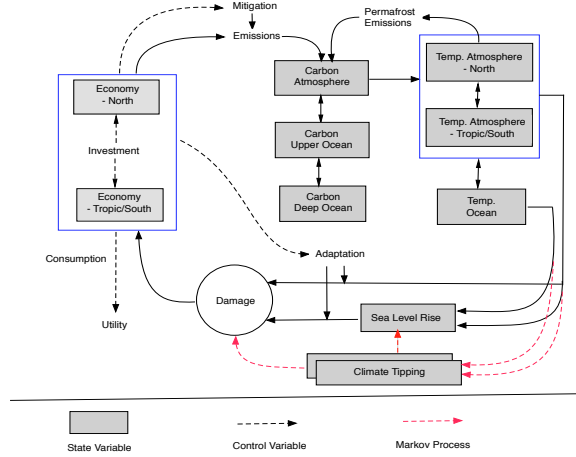 Mitigation
Emissions
Permafrost
Emissions
Economy
- North
Investment
Economy
- Tropic/South
Carbon
Atmosphere
Carbon
Upper Ocean
Carbon
Deep Ocean
Temp. Atmosphere
- North
Temp. Atmosphere
- Tropic/South
Temp.
Ocean
Consumption
Utility
Adaptation
Damage
Sea Level Rise
Climate Tipping
State Variable
Control Variable
Markov Process